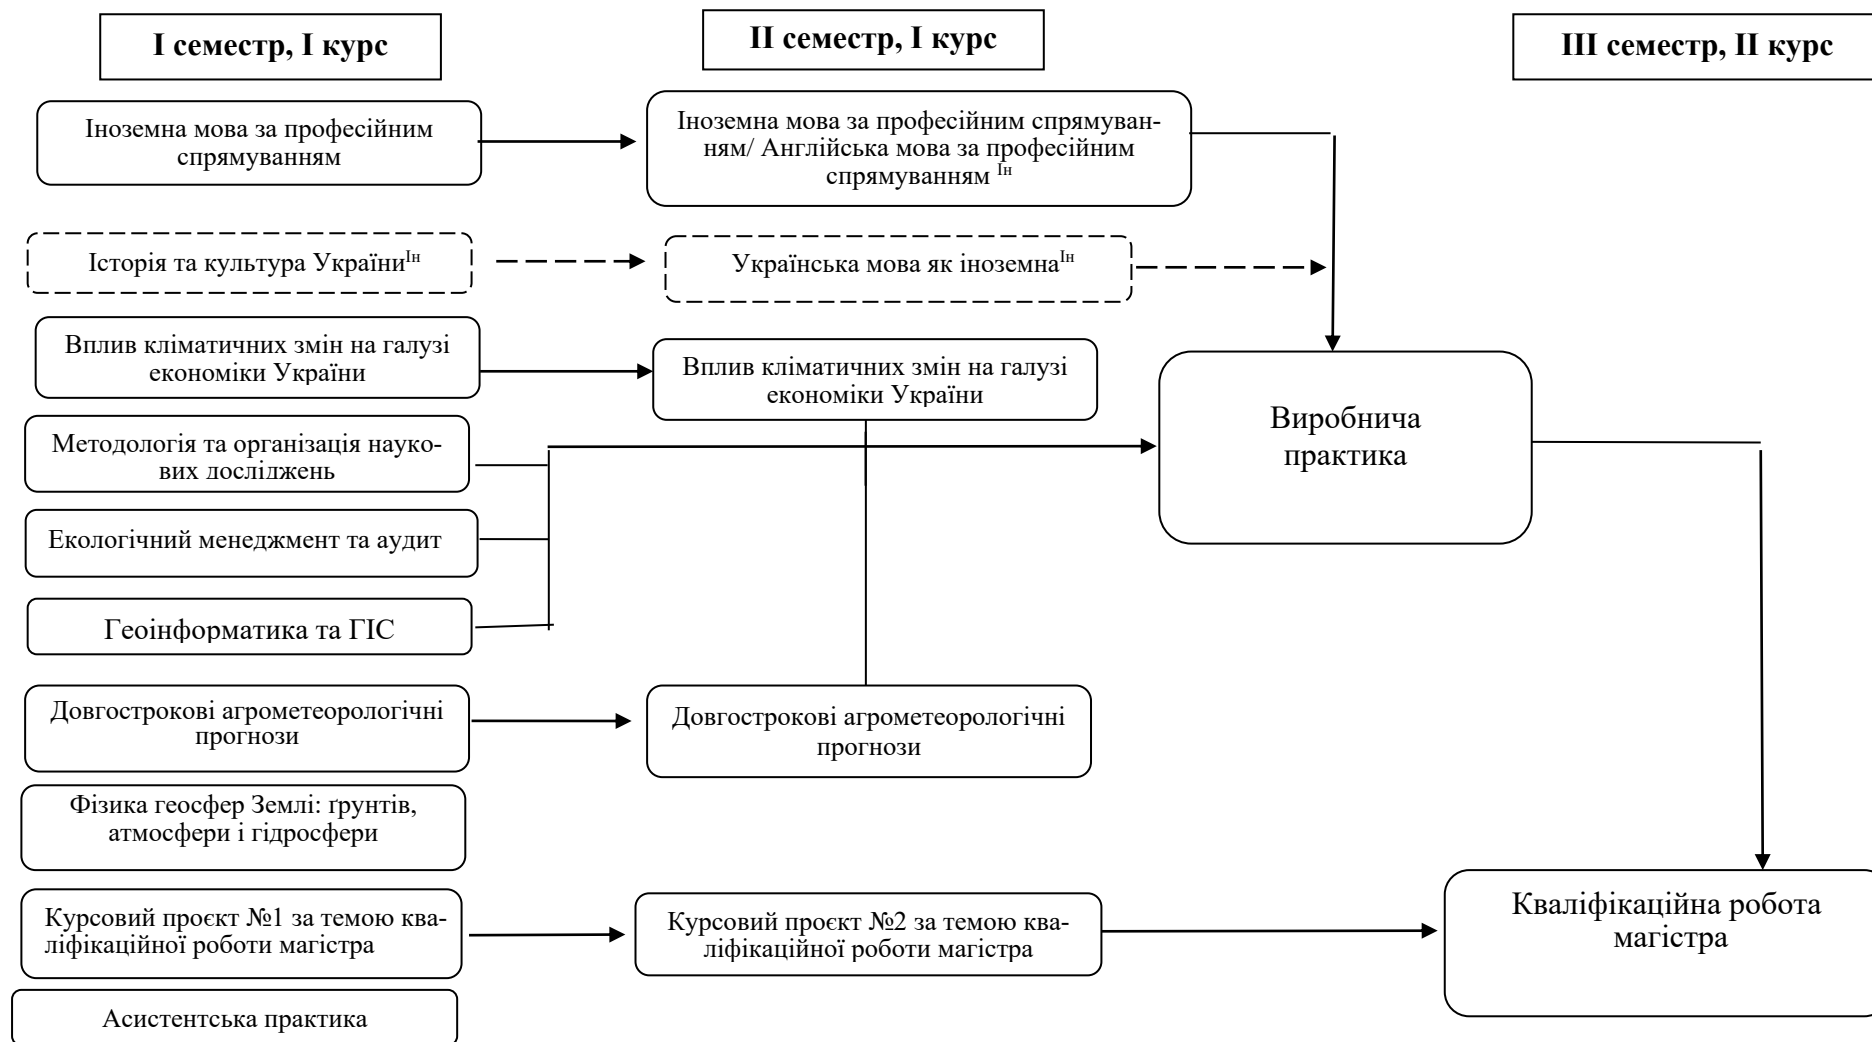 I семестр, I курс
II семестр, I курс
III семестр, II курс
Іноземна мова за професійним
спрямуванням
Іноземна мова за професійним спрямуван-
ням/ Англійська мова за професійним
спрямуванням Ін
Історія та культура УкраїниІн
Українська мова як іноземнаІн
Вплив кліматичних змін на галузі
економіки України
Вплив кліматичних змін на галузі
економіки України
Методологія та організація науко-
вих досліджень
Виробнича
практика
Екологічний менеджмент та аудит
Геоінформатика та ГІС
Довгострокові агрометеорологічні
прогнози
Довгострокові агрометеорологічні
прогнози
Фізика геосфер Землі: ґрунтів,
атмосфери і гідросфери
Курсовий проєкт №1 за темою ква-
ліфікаційної роботи магістра
Курсовий проєкт №2 за темою ква-
ліфікаційної роботи магістра
Кваліфікаційна робота
магістра
Асистентська практика